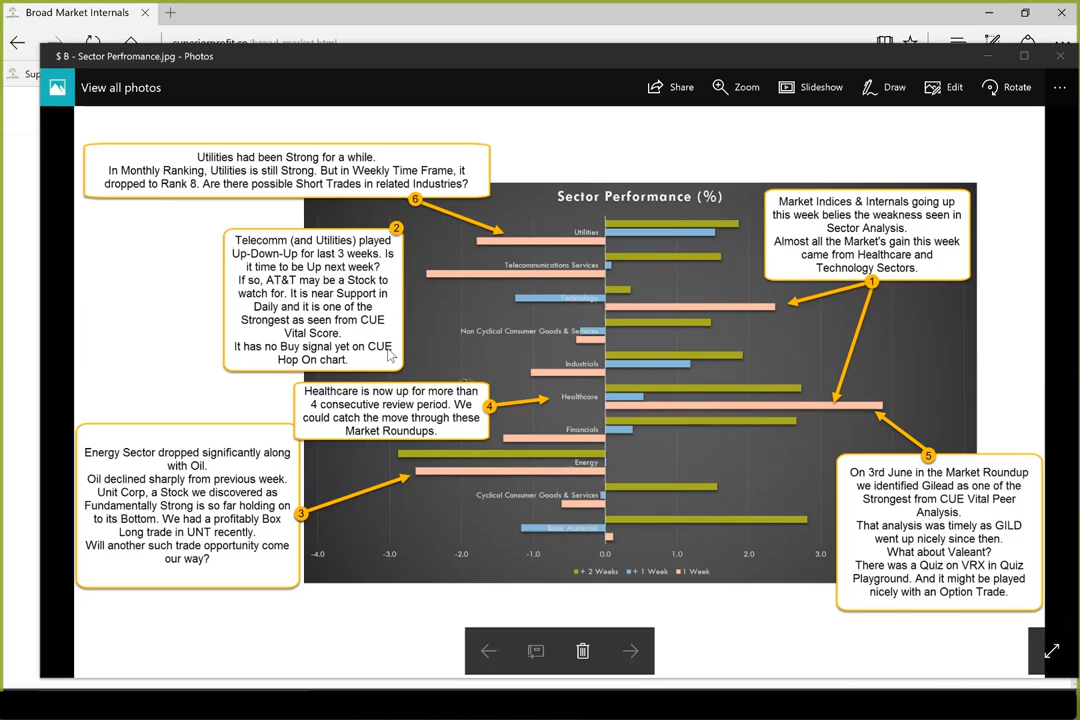 Broad Market Internals
superiorprofit.co/broad-market.html
Sup
$ B - Sector Perfromance.jpg - Photos
View all photos
Share
Zoom
Slideshow
Draw
Edit
Rotate
Utilities had been Strong for a while.
In Monthly Ranking, Utilities is still Strong. But in Weekly Time Frame, it
dropped to Rank 8. Are there possible Short Trades in related Industries?
6
Sector Performance (%)
Market Indices & Internals going up
this week belies the weakness seen in
Sector Analysis.
Almost all the Market's gain this week
came from Healthcare and
Technology Sectors.
1
2
Telecomm (and Utilities) played
Up-Down-Up for last 3 weeks. Is
it time to be Up next week?
If so, AT&T may be a Stock to
watch for. It is near Support in
Daily and it is one of the
Strongest as seen from CUE
Vital Score.
It has no Buy signal yet on CUE
Hop On chart.
Healthcare is now up for more than
4 consecutive review period. We
could catch the move through these
Market Roundups.
4
Energy Sector dropped significantly along
with Oil.
Oil declined sharply from previous week.
Unit Corp, a Stock we discovered as
Fundamentally Strong is so far holding on
to its Bottom. We had a profitably Box
Long trade in UNT recently.
Will another such trade opportunity come
our way?
3
5
On 3rd June in the Market Roundup
we identified Gilead as one of the
Strongest from CUE Vital Peer
Analysis.
That analysis was timely as GILD
went up nicely since then.
What about Valeant?
There was a Quiz on VRX in Quiz
Playground. And it might be played
nicely with an Option Trade.
Utilities
Telecommunications Services
Technology
Non Cyclical Consumer Goods & Services
Industrials
Healthcare
Financials
Energy
Cyclical Consumer Goods & Services
Basic Materials
-4.0 -3.0 -2.0 -1.0 0.0 1.0 2.0 3.0
+ 2 Weeks + 1 Week 1 Week